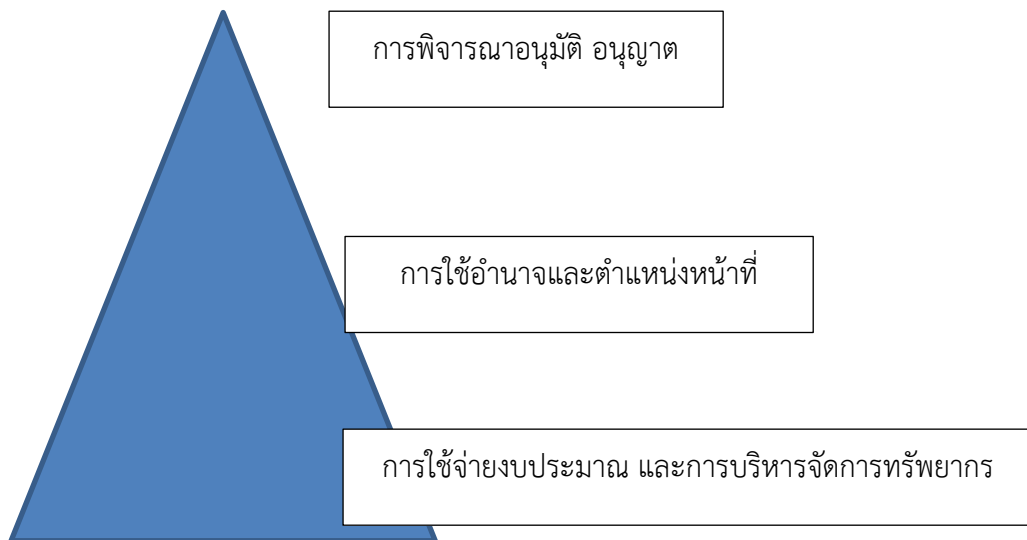 การพิจารณาอนุมัติ อนุญาต
การใช้อำนาจและตำแหน่งหน้าที่
การใช้จ่ายงบประมาณ และการบริหารจัดการทรัพยากร